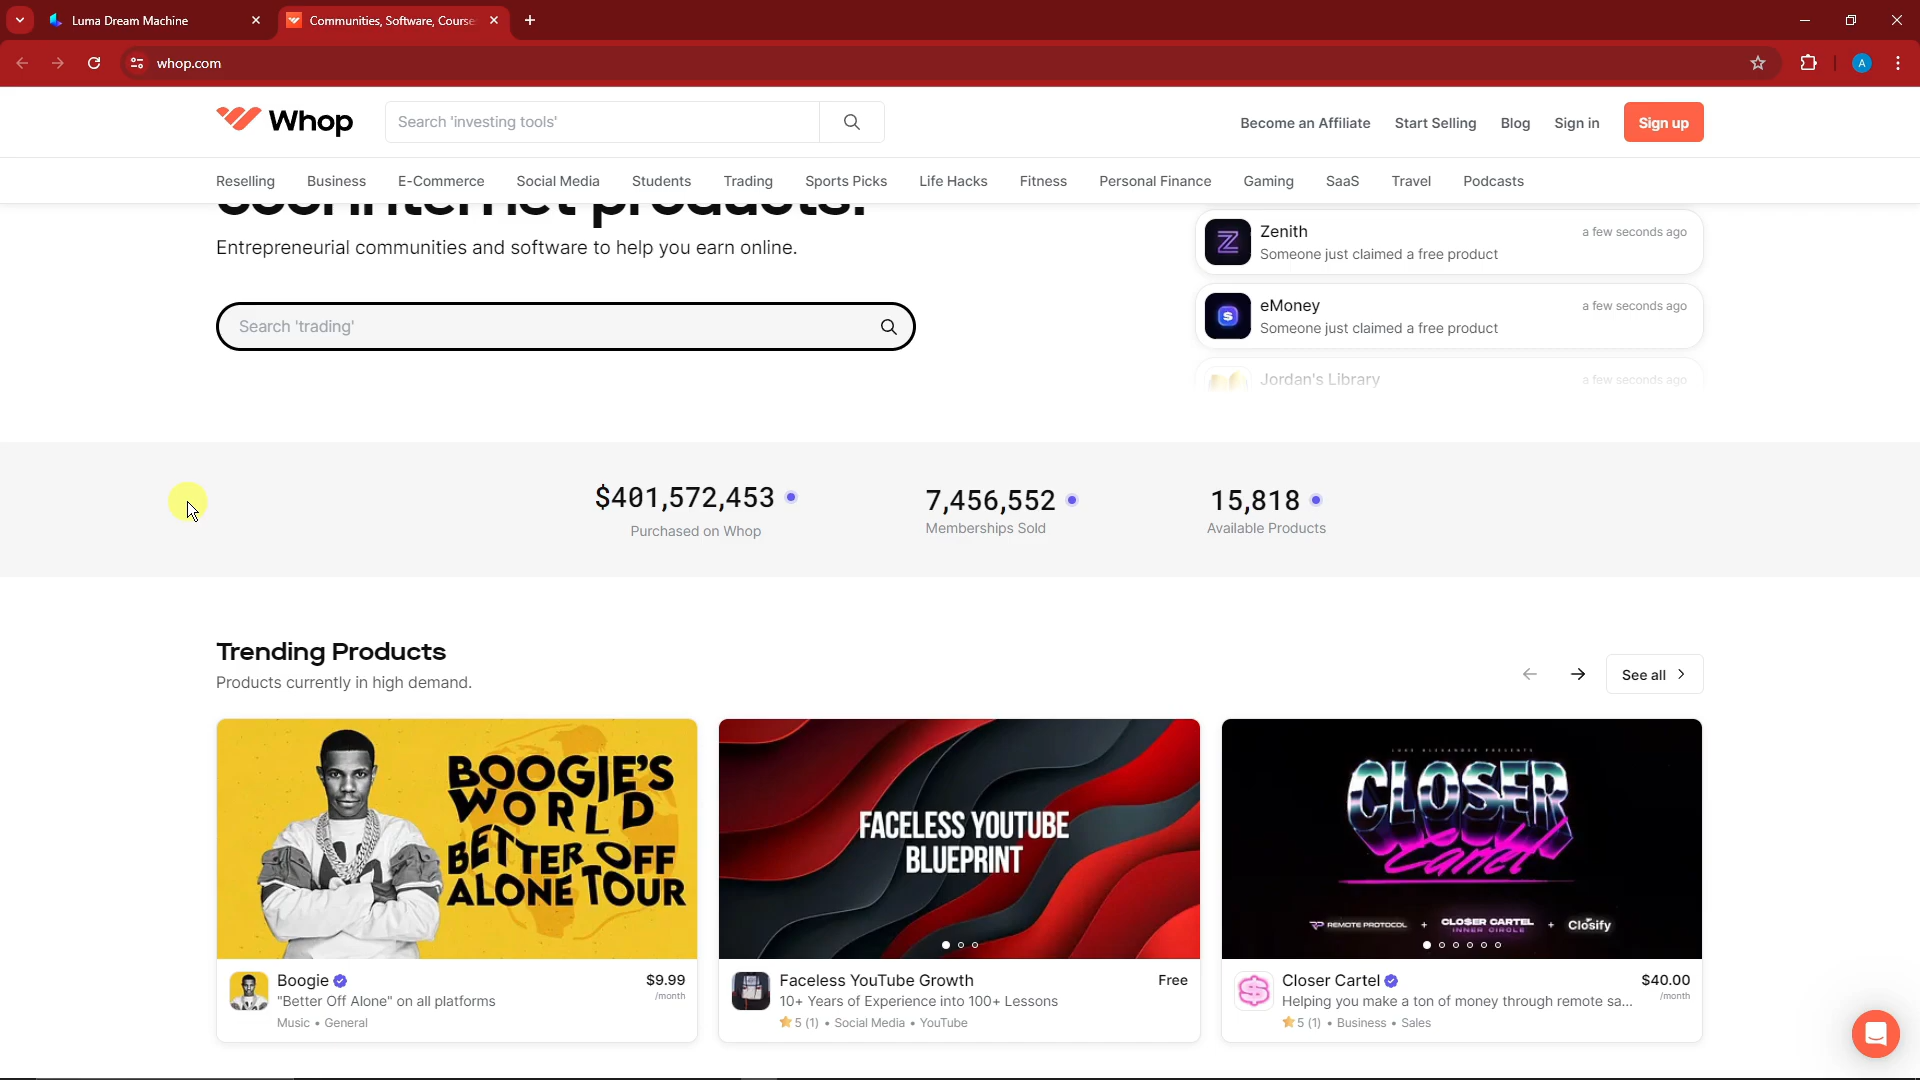 Luma Dream Machine
Communities, Software, Course
whop.com
A
Whop
Search 'investing tools'
Become an Affiliate
Start Selling
Blog
Sign in
Sign up
Reselling
Business
E-Commerce
Social Media
Students
Trading
Sports Picks
Life Hacks
Fitness
Personal Finance
Gaming
SaaS
Travel
Podcasts
cool internet products.
Entrepreneurial communities and software to help you earn online.
Search 'trading'
Zenith
a few seconds ago
Someone just claimed a free product
eMoney
a few seconds ago
Someone just claimed a free product
Jordan's Library
a few seconds ago
$401,572,453
Purchased on Whop
7,456,552
Memberships Sold
15,818
Available Products
Trending Products
Products currently in high demand.
See all
BOOGIE'S
WORLD
BETTER OFF
ALONE TOUR
Boogie
$9.99
/month
"Better Off Alone" on all platforms
Music • General
FACELESS YOUTUBE
BLUEPRINT
Faceless YouTube Growth
Free
10+ Years of Experience into 100+ Lessons
5 (1) • Social Media • YouTube
LUKE ALEXANDER PRESENTS
CLOSER
Cartel
REMOTE PROTOCOL + CLOSER CARTEL INNER CIRCLE + Closify
Closer Cartel
$40.00
/month
Helping you make a ton of money through remote sa...
5 (1) • Business • Sales